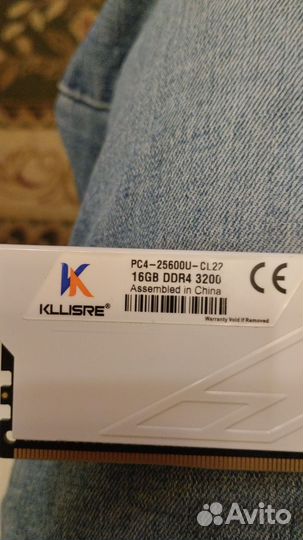 PC4-25600U-CL22
16GB DDR4 3200
Assembled in China
KLLISRE®
CE
Warranty Void If Removed
Avito